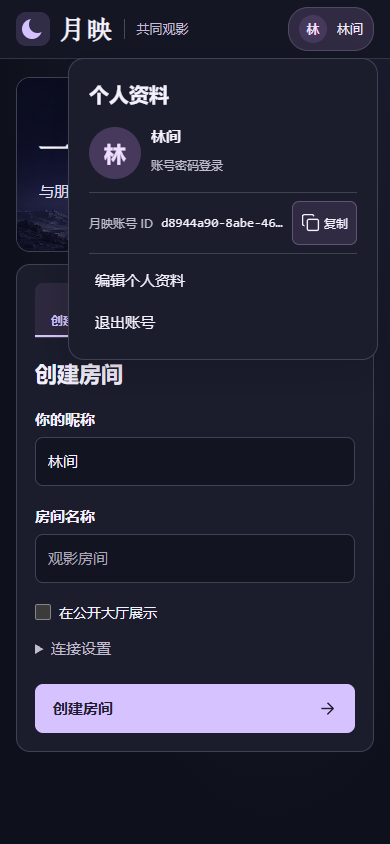 月映
共同观影
林 林间
个人资料
林
林间
账号密码登录
月映账号 ID d8944a90-8abe-46… 复制
编辑个人资料
退出账号
一
与朋
创建
创建房间
你的昵称
林间
房间名称
观影房间
在公开大厅展示
连接设置
创建房间